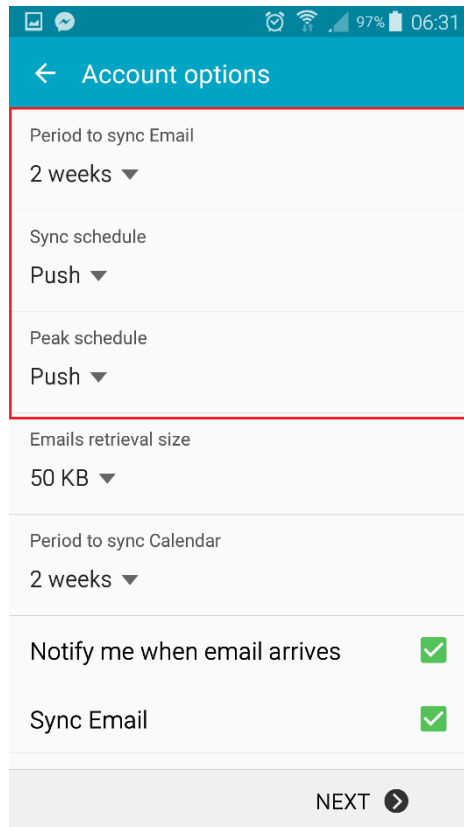 97% 06:31
Account options
Period to sync Email
2 weeks
Sync schedule
Push
Peak schedule
Push
Emails retrieval size
50 KB
Period to sync Calendar
2 weeks
Notify me when email arrives
Sync Email
NEXT